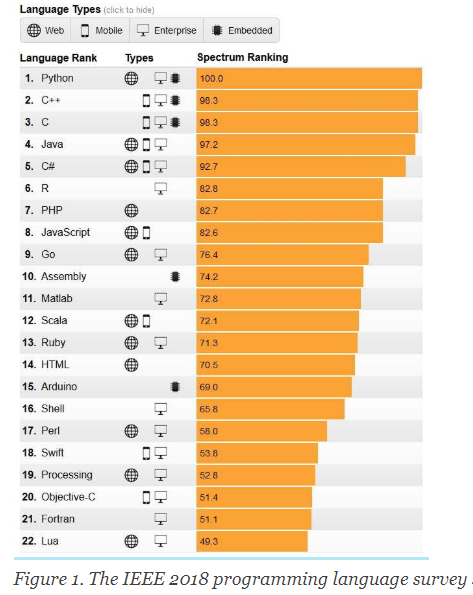 Language Types (click to hide)
Web Mobile Enterprise Embedded
Language Rank Types Spectrum Ranking
1. Python 100.0
2. C++ 98.3
3. C 98.3
4. Java 97.2
5. C# 92.7
6. R 82.8
7. PHP 82.7
8. JavaScript 82.6
9. Go 76.4
10. Assembly 74.2
11. Matlab 72.8
12. Scala 72.1
13. Ruby 71.3
14. HTML 70.5
15. Arduino 69.0
16. Shell 65.8
17. Perl 58.0
18. Swift 53.8
19. Processing 52.8
20. Objective-C 51.4
21. Fortran 51.1
22. Lua 49.3
Figure 1. The IEEE 2018 programming language survey